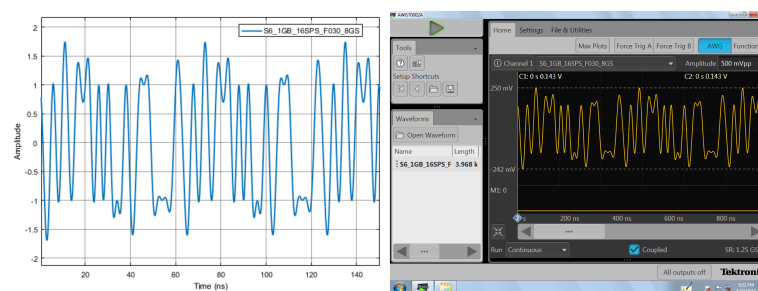 S6_1GB_16SPS_F030_8GS
2
1.5
1
0.5
0
-0.5
-1
-1.5
-2
Amplitude
20 40 60 80 100 120 140
Time (ns)
AWG70002A
Home Settings File & Utilities
Max Plots Force Trig A Force Trig B AWG Function
Tools
Channel 1 S6_1GB_16SPS_F030_8GS Amplitude 500 mVpp
Setup Shortcuts
C1: 0 s 0.143 V C2: 0 s 0.143 V
250 mV
Waveforms
Open Waveform
Name Length
S6_1GB_16SPS_F 3.968 k
-242 mV
M1: 0
200 ns 400 ns 600 ns 800 ns
Run Continuous Coupled SR: 1.25 GS
All outputs off Tektroni